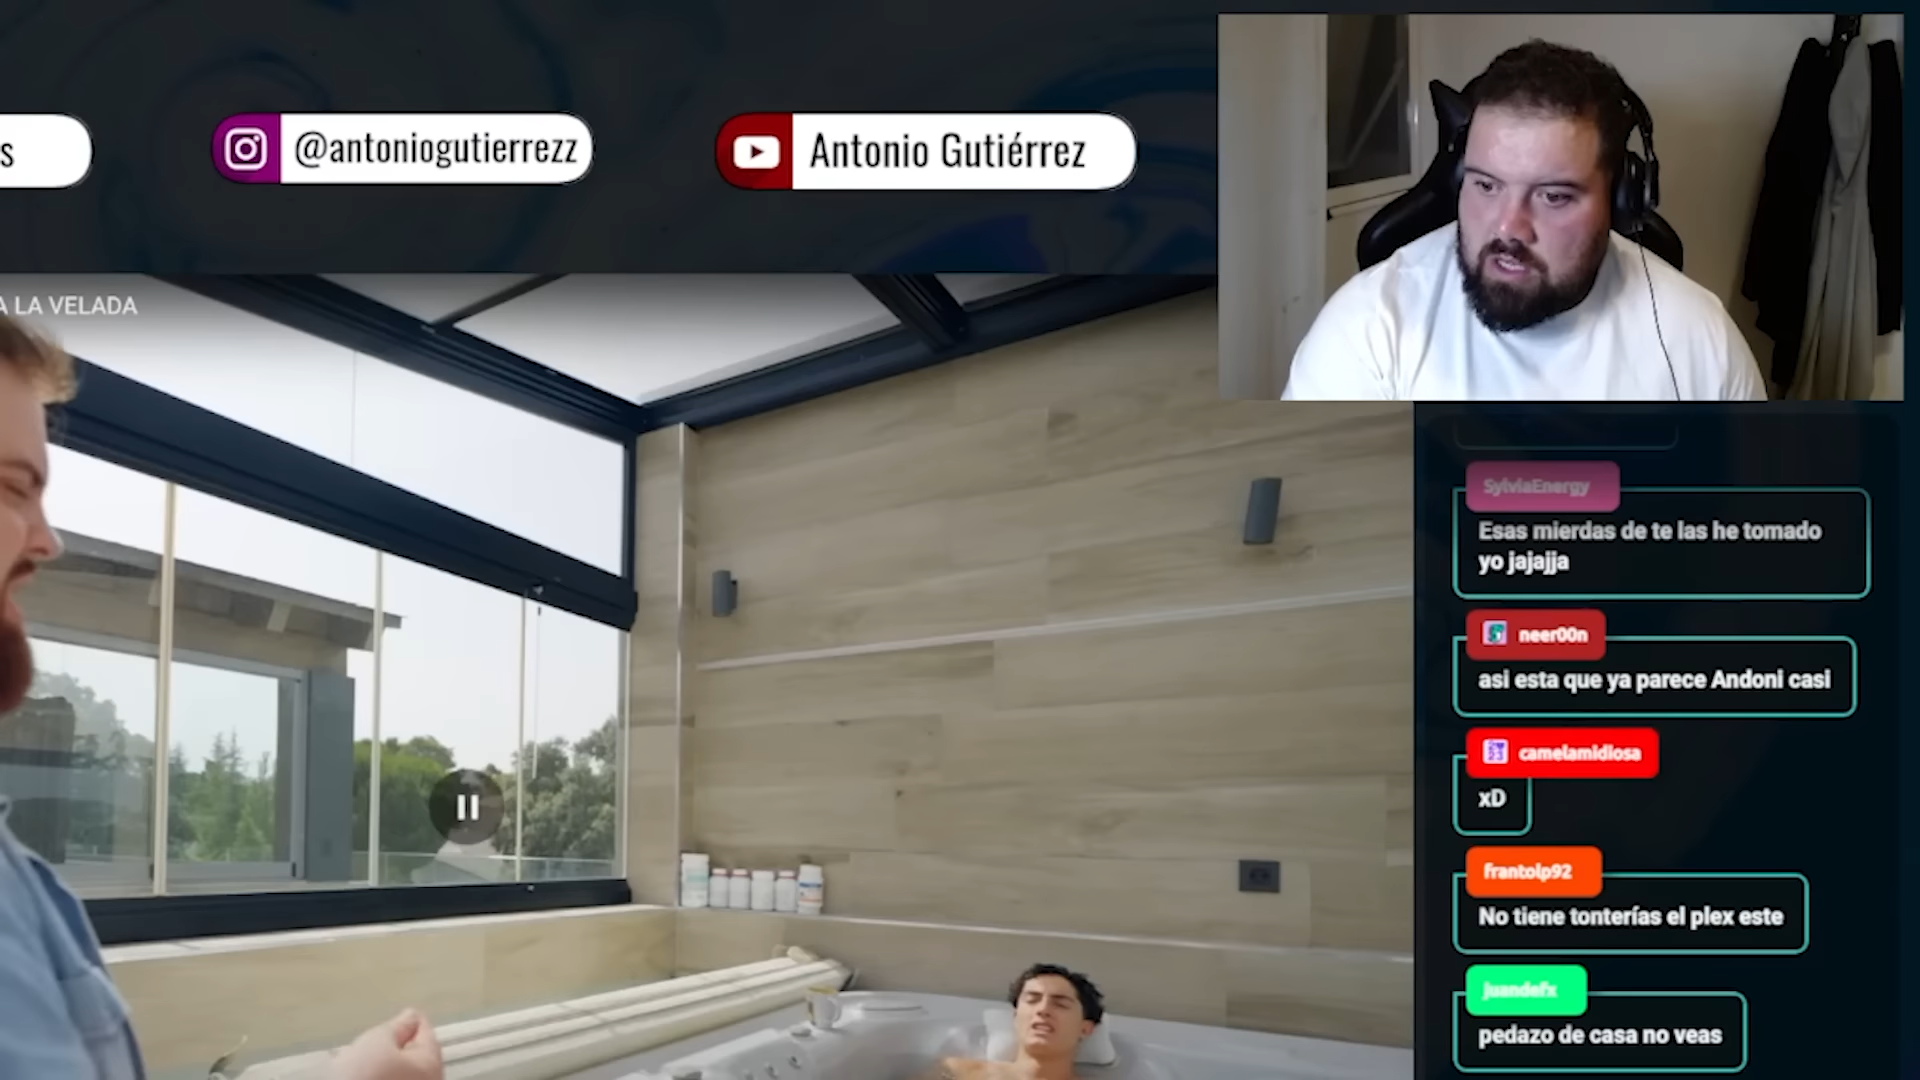 s
@antoniogutierrezz
Antonio Gutiérrez
A LA VELADA
SylviaEnergy
Esas mierdas de te las he tomado
yo jajajja
neer00n
asi esta que ya parece Andoni casi
camelamidiosa
xD
frantolp92
No tiene tonterías el plex este
juandefx
pedazo de casa no veas